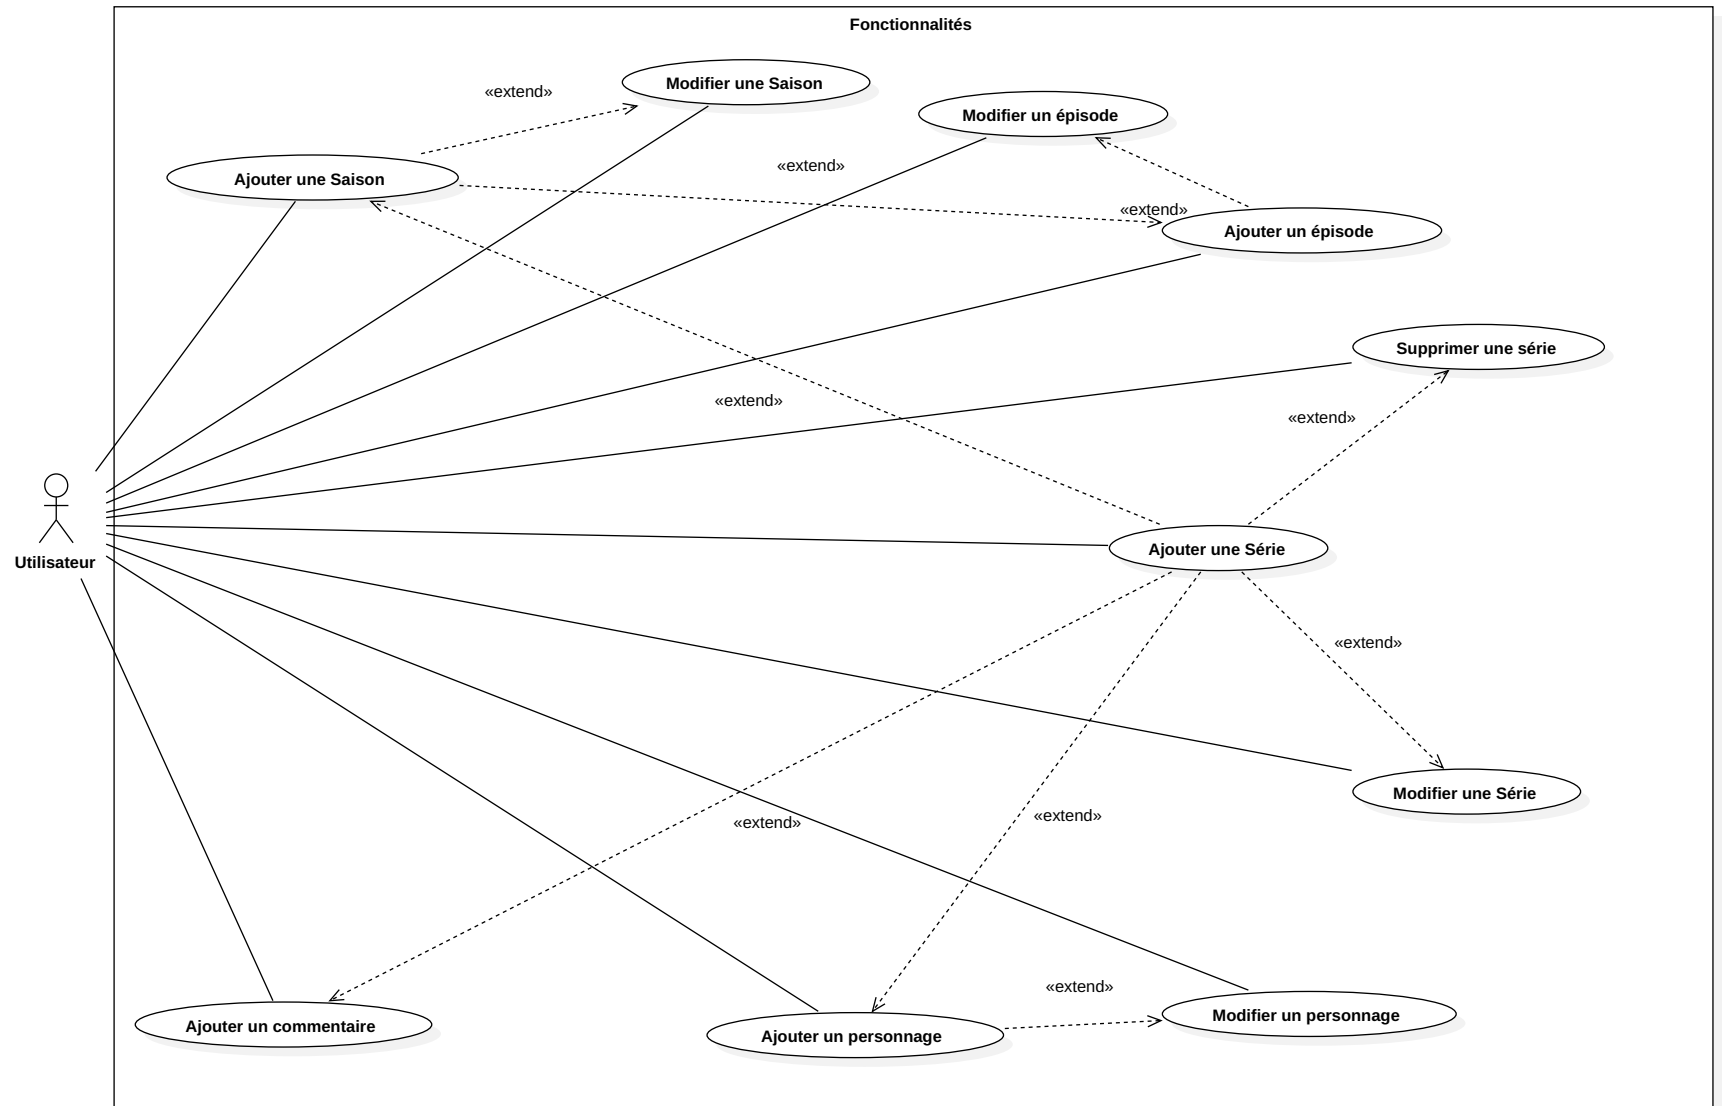 Fonctionnalités
Modifier une Saison
«extend»
Modifier un épisode
«extend»
Ajouter une Saison
«extend»
Ajouter un épisode
Supprimer une série
«extend»
«extend»
Ajouter une Série
Utilisateur
«extend»
Modifier une Série
«extend»
«extend»
«extend»
Modifier un personnage
Ajouter un commentaire
Ajouter un personnage